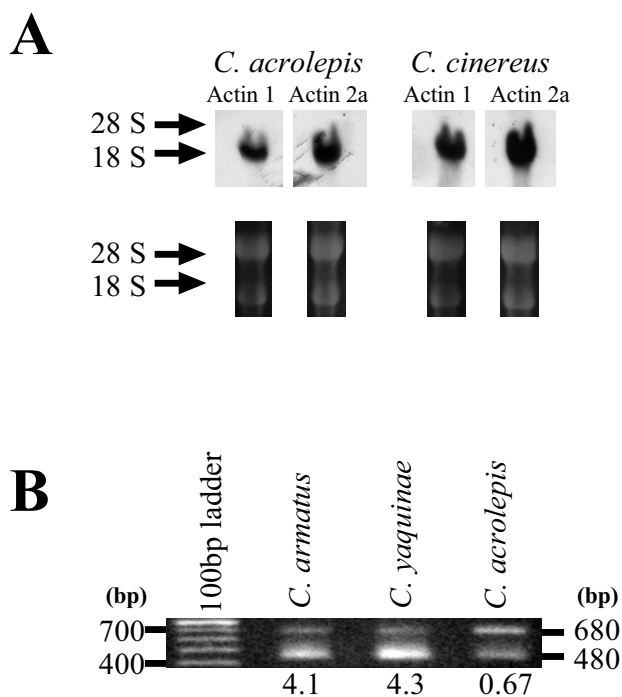 A
C. acrolepis C. cinereus
Actin 1 Actin 2a Actin 1 Actin 2a
28 S
18 S
28 S
18 S
B
100bp ladder
C. armatus
C. yaquinae
C. acrolepis
(bp) (bp)
700 680
400 480
4.1 4.3 0.67